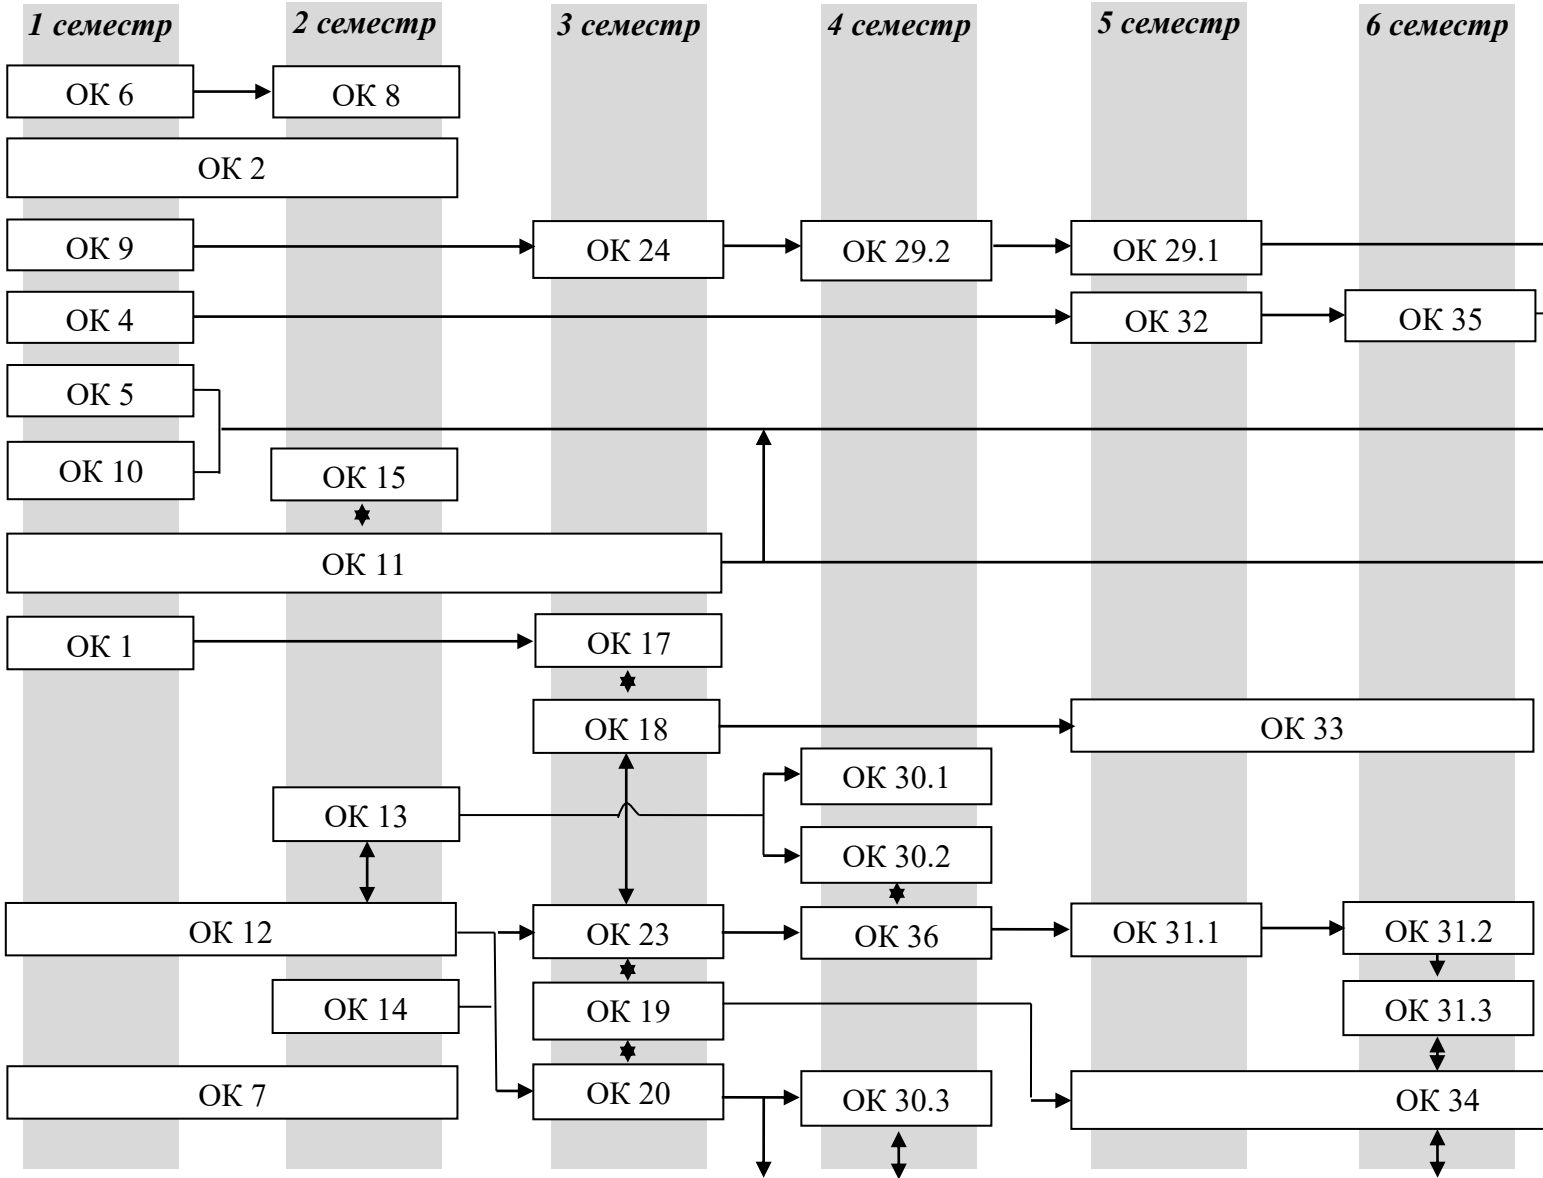 1 семестр 2 семестр 3 семестр 4 семестр 5 семестр 6 семестр
ОК 6 ОК 8
ОК 2
ОК 9 ОК 24 ОК 29.2 ОК 29.1
ОК 4 ОК 32 ОК 35
ОК 5
ОК 10 ОК 15
ОК 11
ОК 1 ОК 17
ОК 18 ОК 33
ОК 30.1
ОК 13
ОК 30.2
ОК 12 ОК 23 ОК 36 ОК 31.1 ОК 31.2
ОК 14 ОК 19 ОК 31.3
ОК 7 ОК 20 ОК 30.3 ОК 34